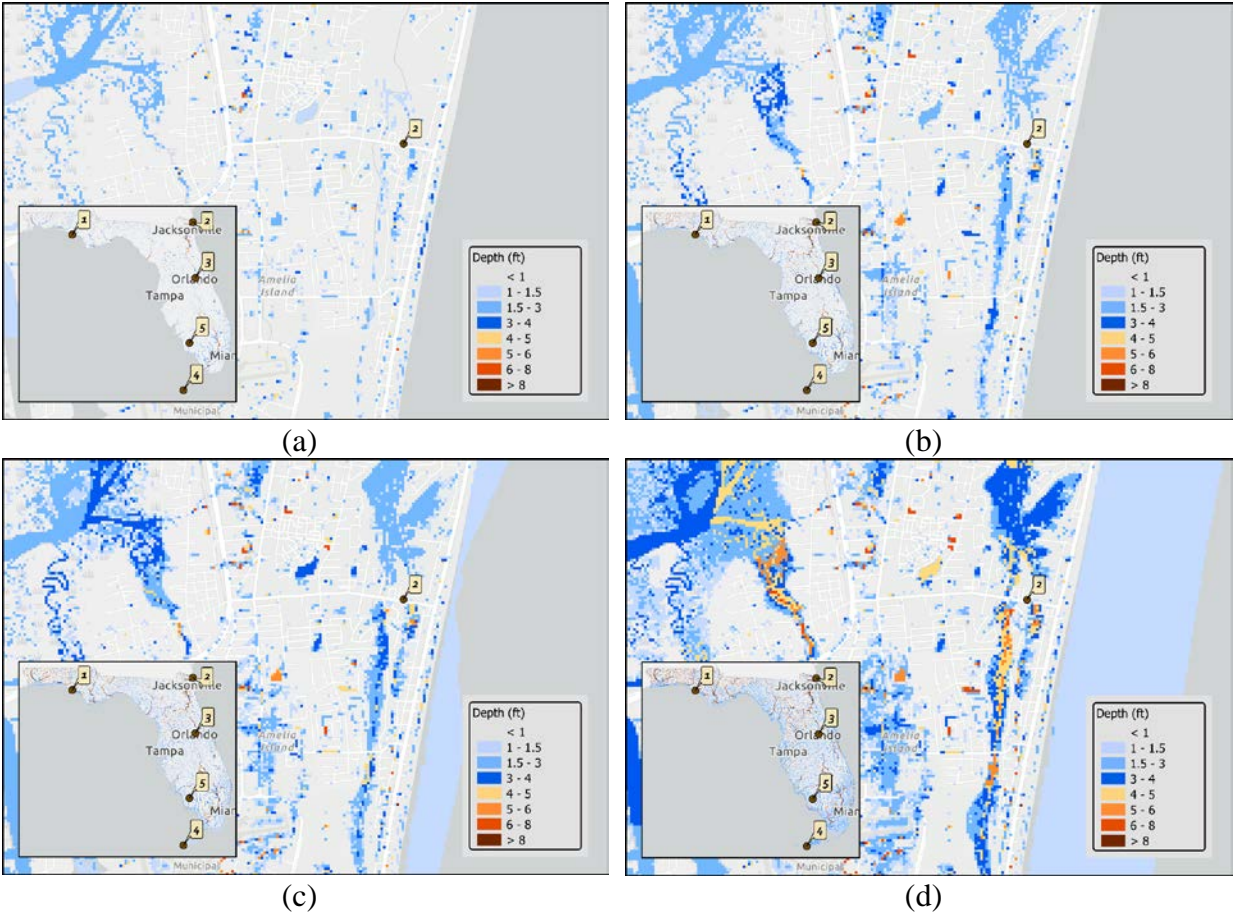 2
1
2
Jacksonville
3
Orlando
Tampa
5
Miar
4
Amelia
Island
Municipal
Depth (ft)
< 1
1 - 1.5
1.5 - 3
3 - 4
4 - 5
5 - 6
6 - 8
> 8
(a)
2
1
2
Jacksonville
3
Orlando
Tampa
5
Miar
4
Amelia
Island
Municipal
Depth (ft)
< 1
1 - 1.5
1.5 - 3
3 - 4
4 - 5
5 - 6
6 - 8
> 8
(b)
2
1
2
Jacksonville
3
Orlando
Tampa
5
Miar
4
Amelia
Island
Municipal
Depth (ft)
< 1
1 - 1.5
1.5 - 3
3 - 4
4 - 5
5 - 6
6 - 8
> 8
(c)
2
1
2
Jacksonville
3
Orlando
Tampa
5
Miar
4
Amelia
Island
Municipal
Depth (ft)
< 1
1 - 1.5
1.5 - 3
3 - 4
4 - 5
5 - 6
6 - 8
> 8
(d)